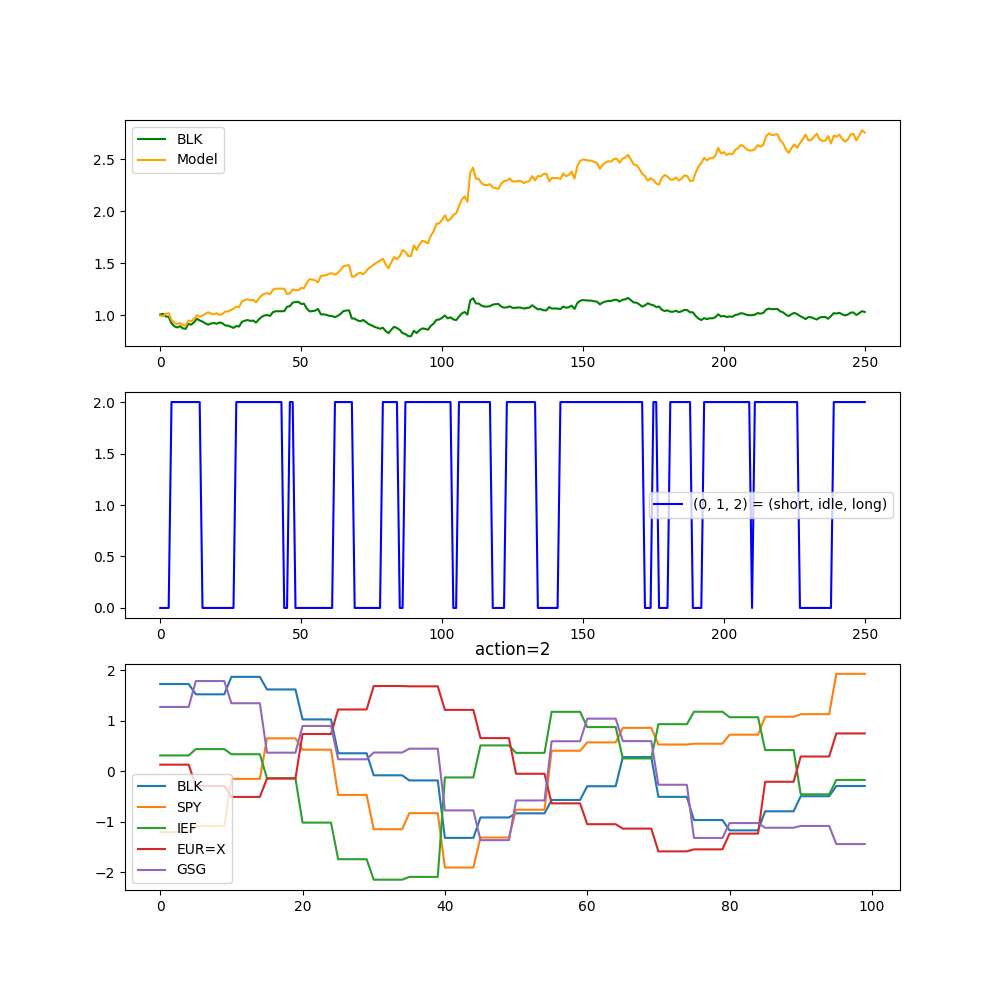 BLK
Model
2.5
2.0
1.5
1.0
0 50 100 150 200 250
2.0
1.5
(0, 1, 2) = (short, idle, long)
1.0
0.5
0.0
0 50 100 150 200 250
action=2
2
1
0
−1
−2
BLK
SPY
IEF
EUR=X
GSG
0 20 40 60 80 100